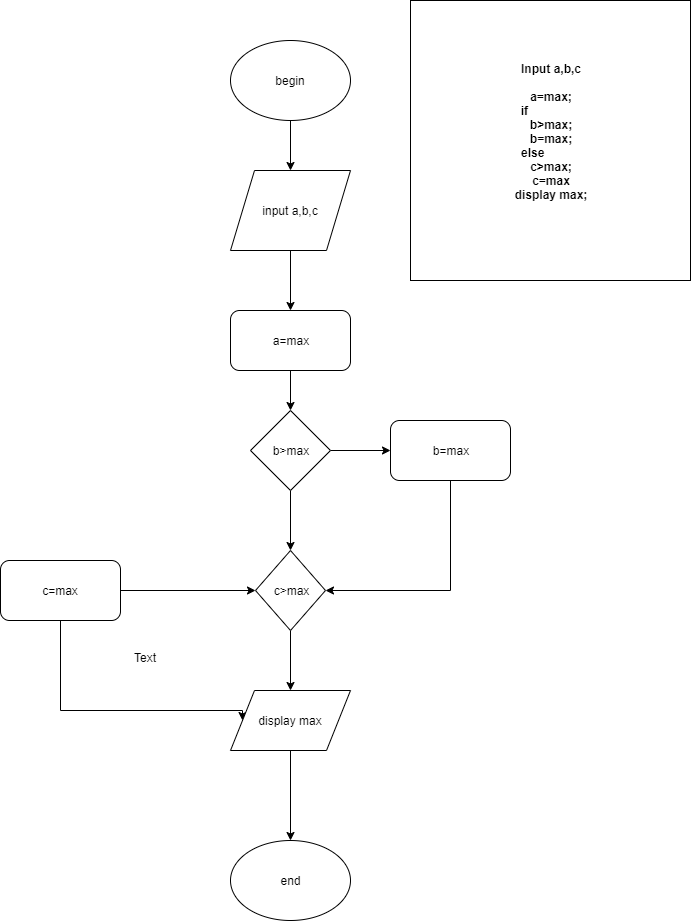 begin
input a,b,c
a=max
b>max
b=max
c=max
c>max
Text
display max
end
Input a,b,c
a=max;
if
b>max;
b=max;
else
c>max;
c=max
display max;